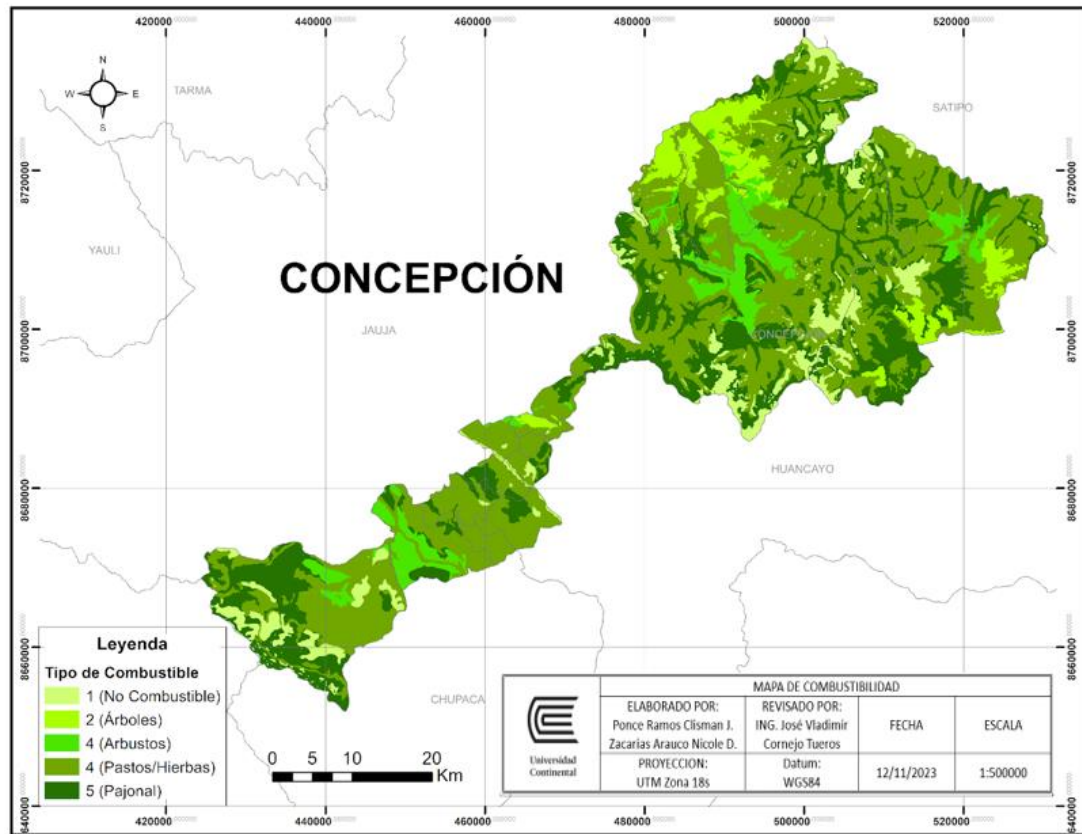 420000
440000
460000
480000
500000
520000
N
W
E
S
TARMA
SATIPO
8720000
8720000
YAULI
CONCEPCIÓN
JAUJA
8700000
8700000
CONCEPCIÓN
HUANCAYO
8680000
8680000
8660000
8660000
Leyenda
Tipo de Combustible
1 (No Combustible)
2 (Árboles)
4 (Arbustos)
4 (Pastos/Hierbas)
5 (Pajonal)
CHUPACA
0 5 10 20
Km
Universidad
Continental
MAPA DE COMBUSTIBILIDAD
ELABORADO POR:
Ponce Ramos Clisman J.
Zacarias Arauco Nicole D.
REVISADO POR:
ING. José Vladimir
Cornejo Tueros
FECHA
ESCALA
PROYECCION:
UTM Zona 18s
Datum:
WGS84
12/11/2023
1:500000
8640000
8640000
420000
440000
460000
480000
500000
520000